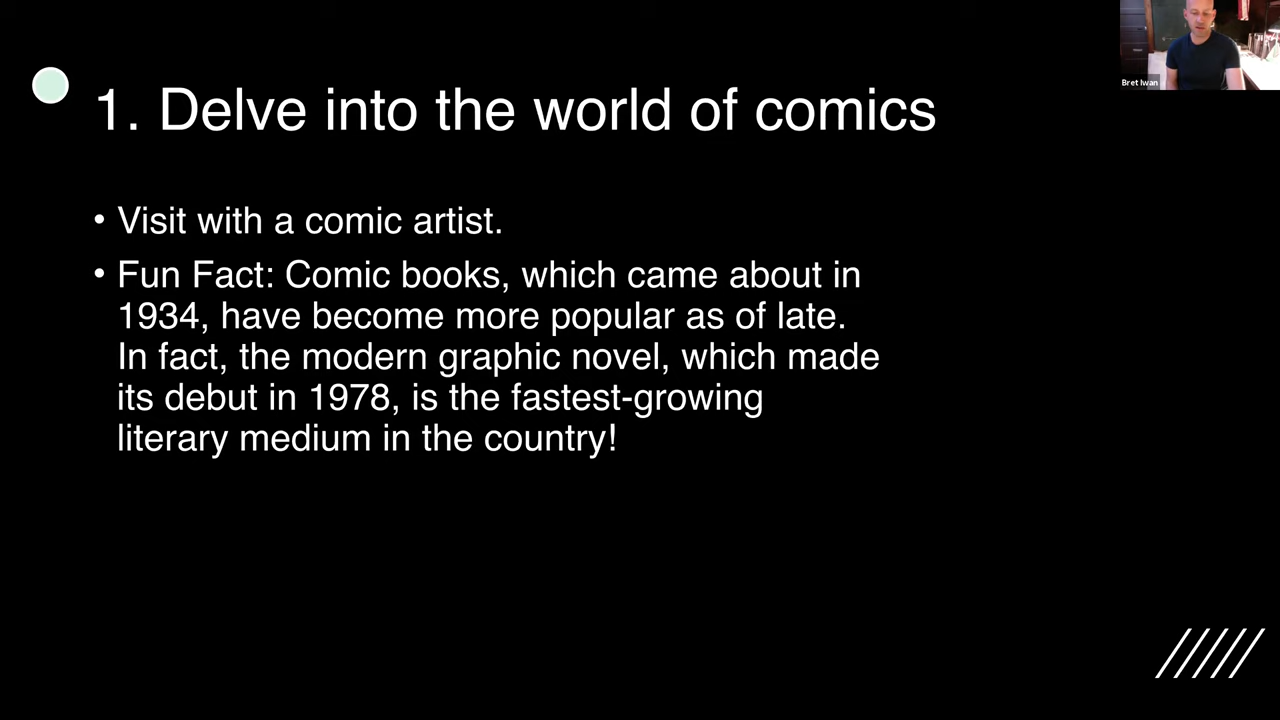 1. Delve into the world of comics
• Visit with a comic artist.
• Fun Fact: Comic books, which came about in
1934, have become more popular as of late.
In fact, the modern graphic novel, which made
its debut in 1978, is the fastest-growing
literary medium in the country!
Bret Iwan